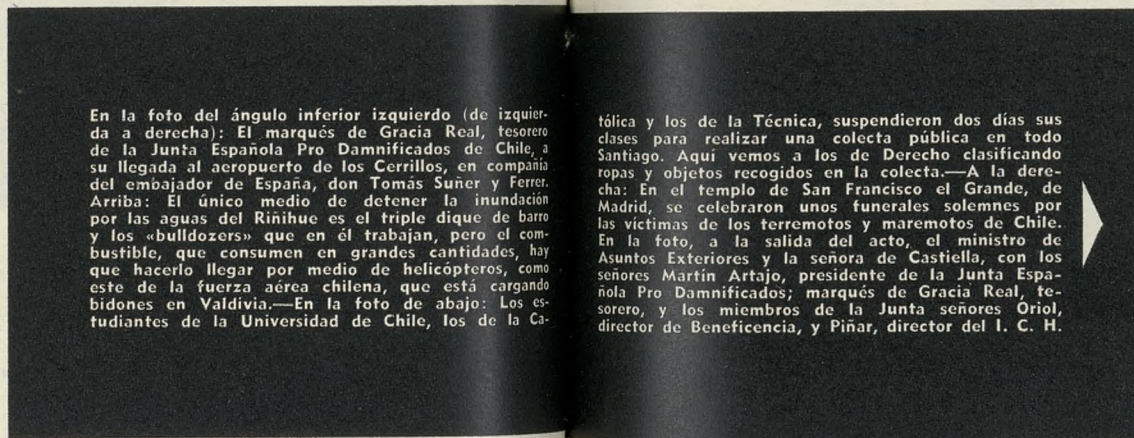 En la foto del ángulo inferior izquierdo (de izquier-
da a derecha): El marqués de Gracia Real, tesorero
de la Junta Española Pro Damnificados de Chile, a
su llegada al aeropuerto de los Cerrillos, en compañía
del embajador de España, don Tomás Suñer y Ferrer.
Arriba: El único medio de detener la inundación
por las aguas del Riñihue es el triple dique de barro
y los «bulldozers» que en él trabajan, pero el com-
bustible, que consumen en grandes cantidades, hay
que hacerlo llegar por medio de helicópteros, como
este de la fuerza aérea chilena, que está cargando
bidones en Valdivia.—En la foto de abajo: Los es-
tudiantes de la Universidad de Chile, los de la Ca-
tólica y los de la Técnica, suspendieron dos días sus
clases para realizar una colecta pública en todo
Santiago. Aquí vemos a los de Derecho clasificando
ropas y objetos recogidos en la colecta.—A la dere-
cha: En el templo de San Francisco el Grande, de
Madrid, se celebraron unos funerales solemnes por
las víctimas de los terremotos y maremotos de Chile.
En la foto, a la salida del acto, el ministro de
Asuntos Exteriores y la señora de Castiella, con los
señores Martín Artajo, presidente de la Junta Espa-
ñola Pro Damnificados; marqués de Gracia Real, te-
sorero, y los miembros de la Junta señores Oriol,
director de Beneficencia, y Piñar, director del I. C. H.